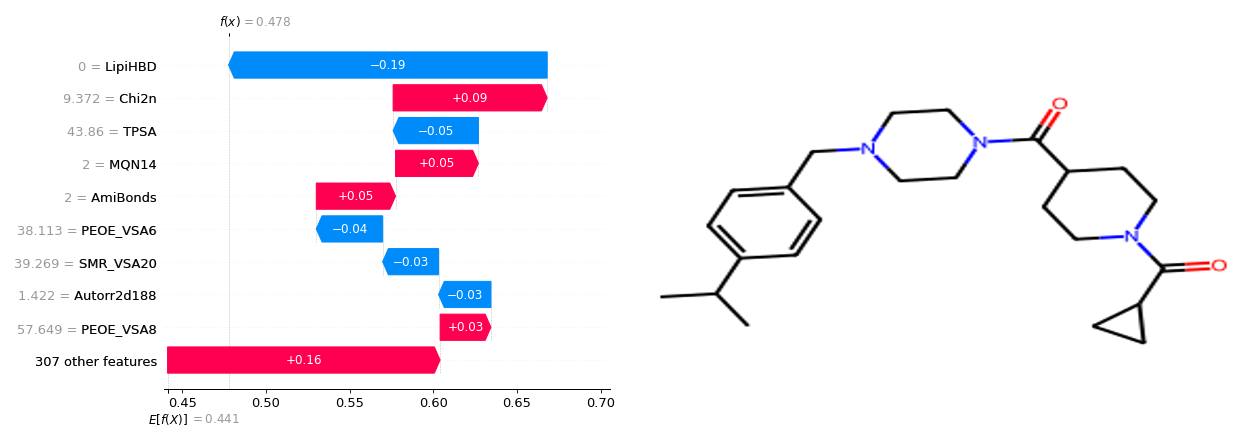 f(x) = 0.478
0 = LipiHBD
−0.19
9.372 = Chi2n
+0.09
43.86 = TPSA
−0.05
2 = MQN14
+0.05
2 = AmiBonds
+0.05
38.113 = PEOE_VSA6
−0.04
39.269 = SMR_VSA20
−0.03
1.422 = Autorr2d188
−0.03
57.649 = PEOE_VSA8
+0.03
307 other features
+0.16
0.45 0.50 0.55 0.60 0.65 0.70
E[f(X)] = 0.441
O
N N
N
O